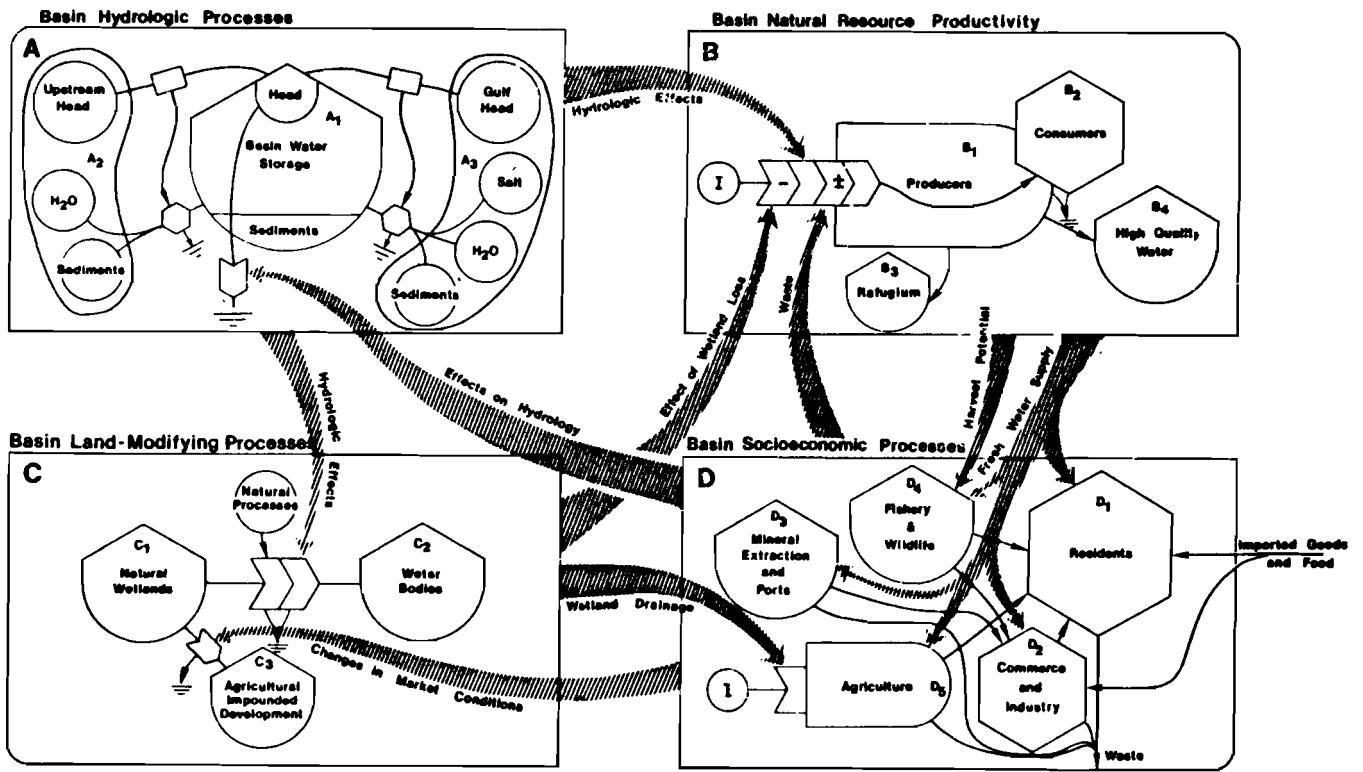 Basin Hydrologic Processes
A
Upstream
Head
A2
H2O
Sediments
Head
A1
Basin Water
Storage
Sediments
Gulf
Head
A3
Salt
H2O
Sediments
Basin Natural Resource Productivity
B
Hydrologic Effects
I
-
±
B1
Producers
B2
Consumers
B3
Refugium
B4
High Quality
Water
Hydrologic
Effects
Effects on Hydrology
Effect of Wetland Loss
Waste
Harvest Potential
Fresh Water Supply
Basin Land-Modifying Processes
C
Natural
Processes
C1
Natural
Wetlands
C2
Water
Bodies
C3
Agricultural
Impounded
Development
Wetland Drainage
Changes in Market Conditions
Basin Socioeconomic Processes
D
D3
Mineral
Extraction
and
Ports
D4
Fishery
&
Wildlife
D1
Residents
Imported Goods
and Food
I
Agriculture D5
D2
Commerce
and
Industry
Waste